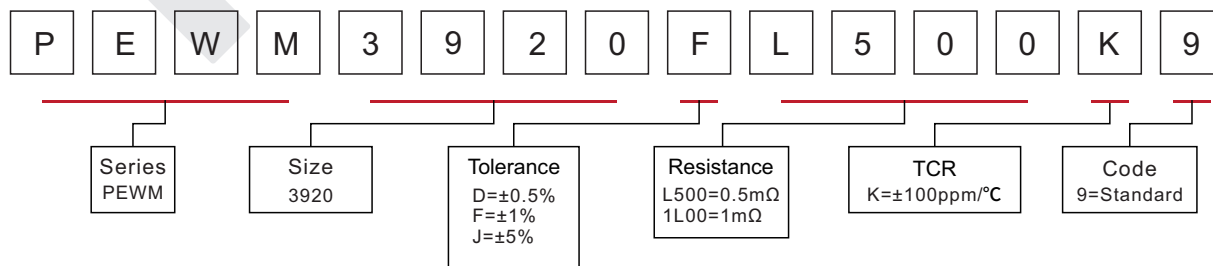 P E W M 3 9 2 0 F L 5 0 0 K 9
Series
PEWM
Size
3920
Tolerance
D=±0.5%
F=±1%
J=±5%
Resistance
L500=0.5mΩ
1L00=1mΩ
TCR
K=±100ppm/℃
Code
9=Standard